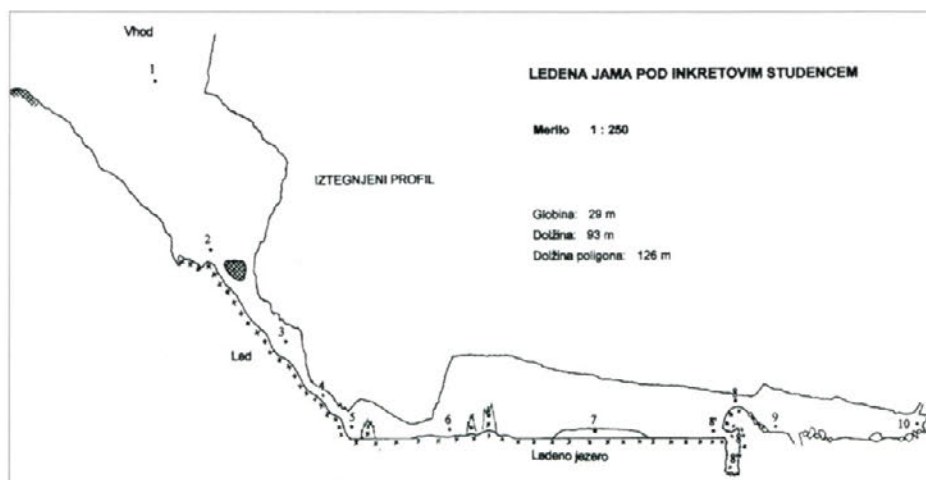 Vhod
1
LEDENA JAMA POD INKRETOVIM STUDENCEM
Merilo 1 : 250
IZTEGNJENI PROFIL
Globina: 29 m
Dolžina: 93 m
Dolžina poligona: 126 m
2
3
Led
4
5
6
7
8'
9
10
Ledeno jezero